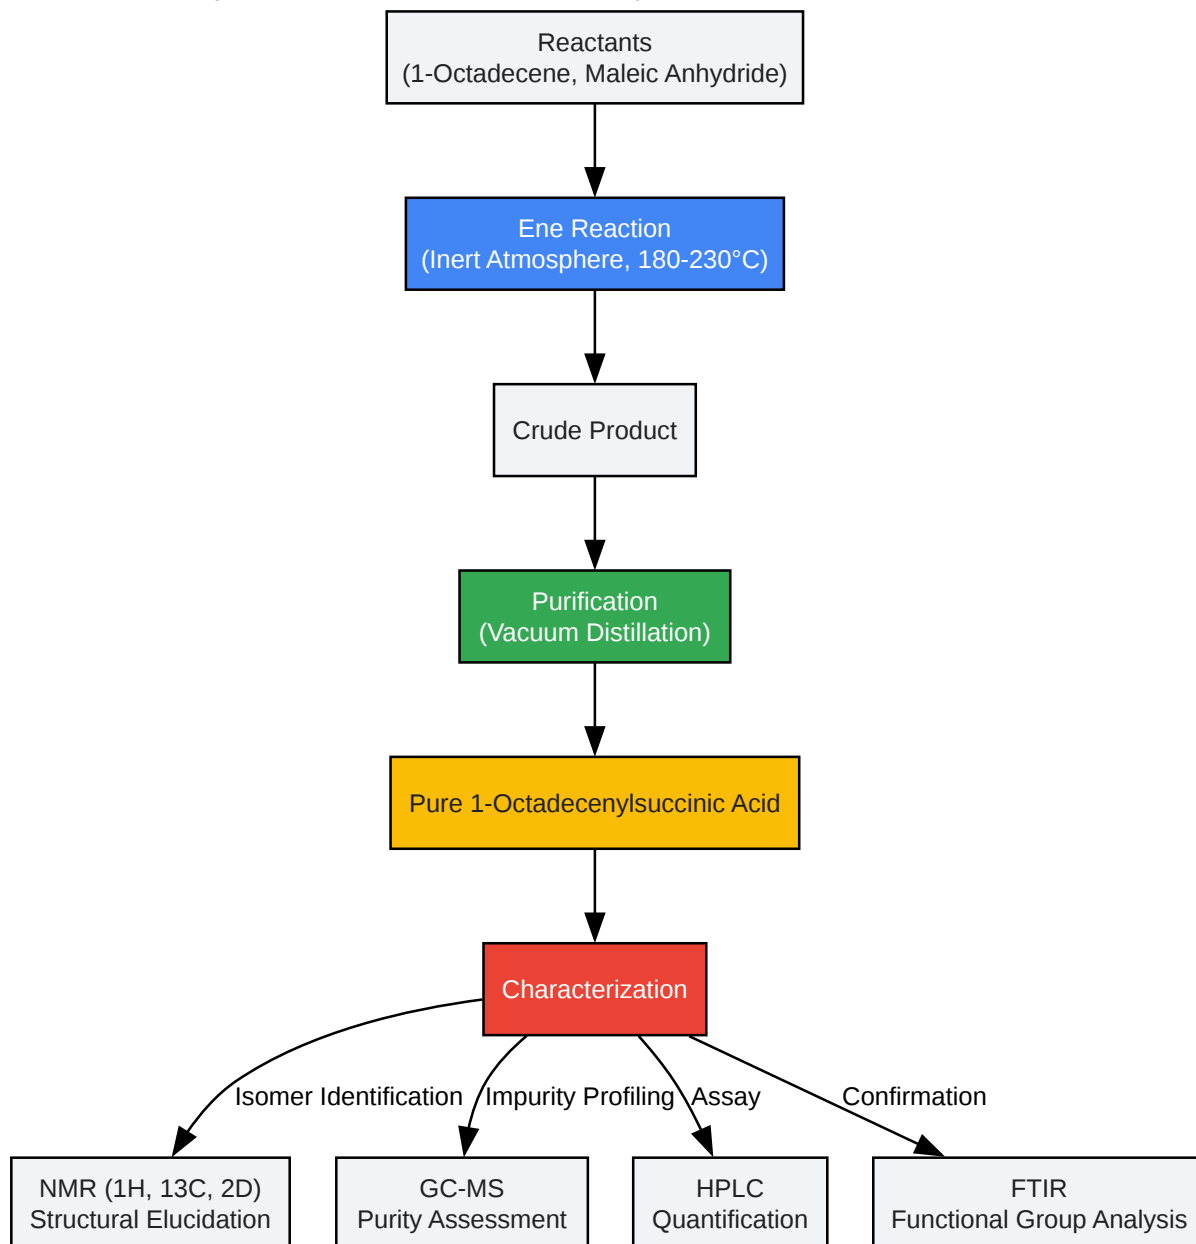 Reactants
(1-Octadecene, Maleic Anhydride)
Ene Reaction
(Inert Atmosphere, 180-230°C)
Crude Product
Purification
(Vacuum Distillation)
Pure 1-Octadecenylsuccinic Acid
Characterization
Isomer Identification
Impurity Profiling
Assay
Confirmation
NMR (1H, 13C, 2D)
Structural Elucidation
GC-MS
Purity Assessment
HPLC
Quantification
FTIR
Functional Group Analysis